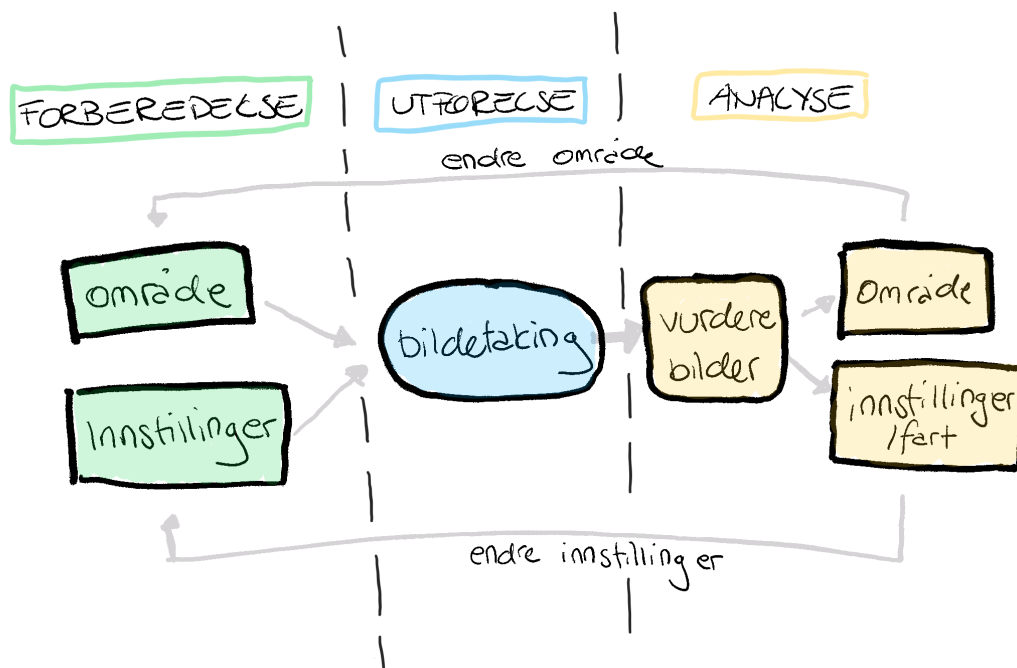 FORBEREDELSE
UTFØRELSE
ANALYSE
endre område
område
innstillinger
bildetaking
vurdere
bilder
område
innstillinger
/fart
endre innstillinger